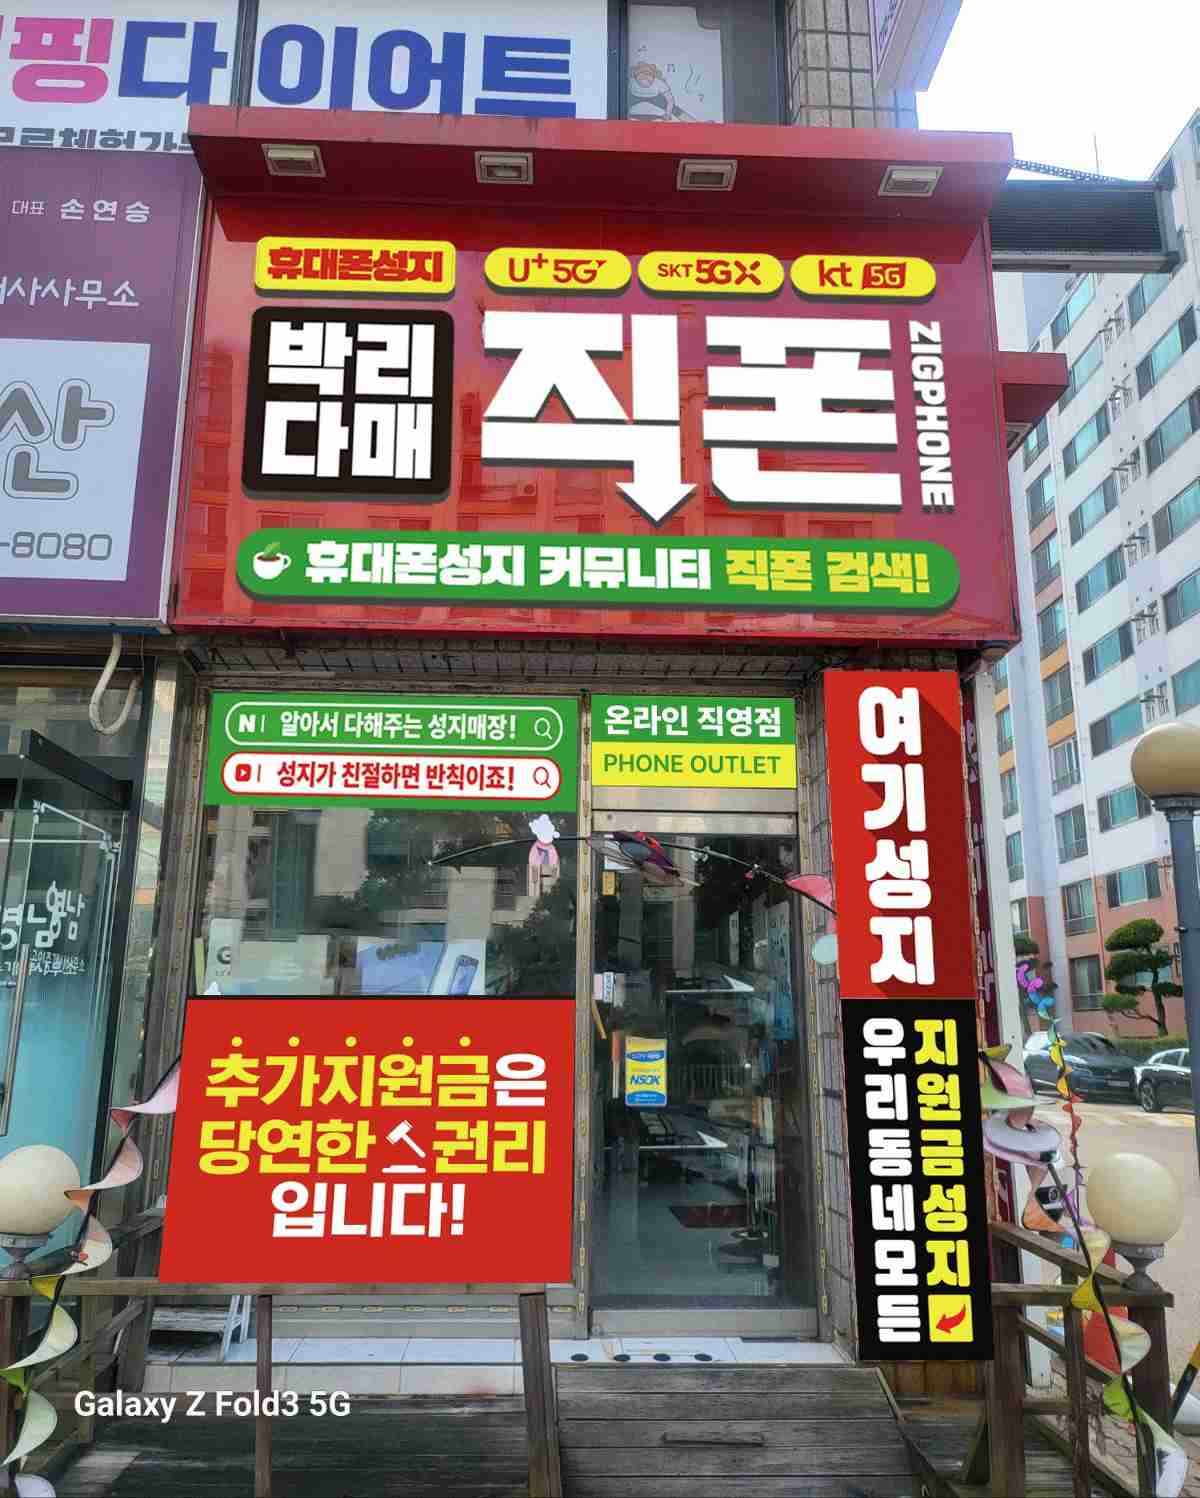 핑다이어트
대표 손연승
사사무소
산
-8080
휴대폰성지
U+5G
SKT 5GX
kt 5G
박리
다매
직폰
ZIGPHONE
휴대폰성지 커뮤니티 직폰 검색!
N 알아서 다해주는 성지매장!
성지가 친절하면 반칙이죠!
온라인 직영점
PHONE OUTLET
여기성지
추가지원금은
당연한 권리
입니다!
우리동네모든
지원금성지
NSOK
영남
Galaxy Z Fold3 5G